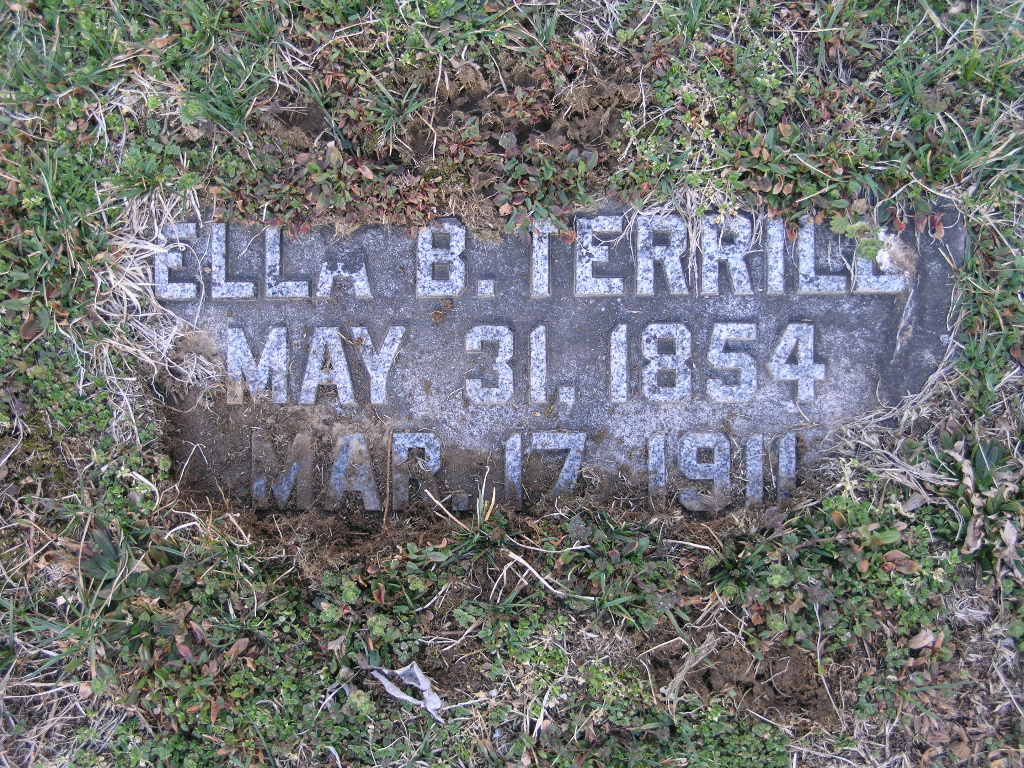 ELLA B. TERRILL
MAY 31, 1854
MAR. 17 1911